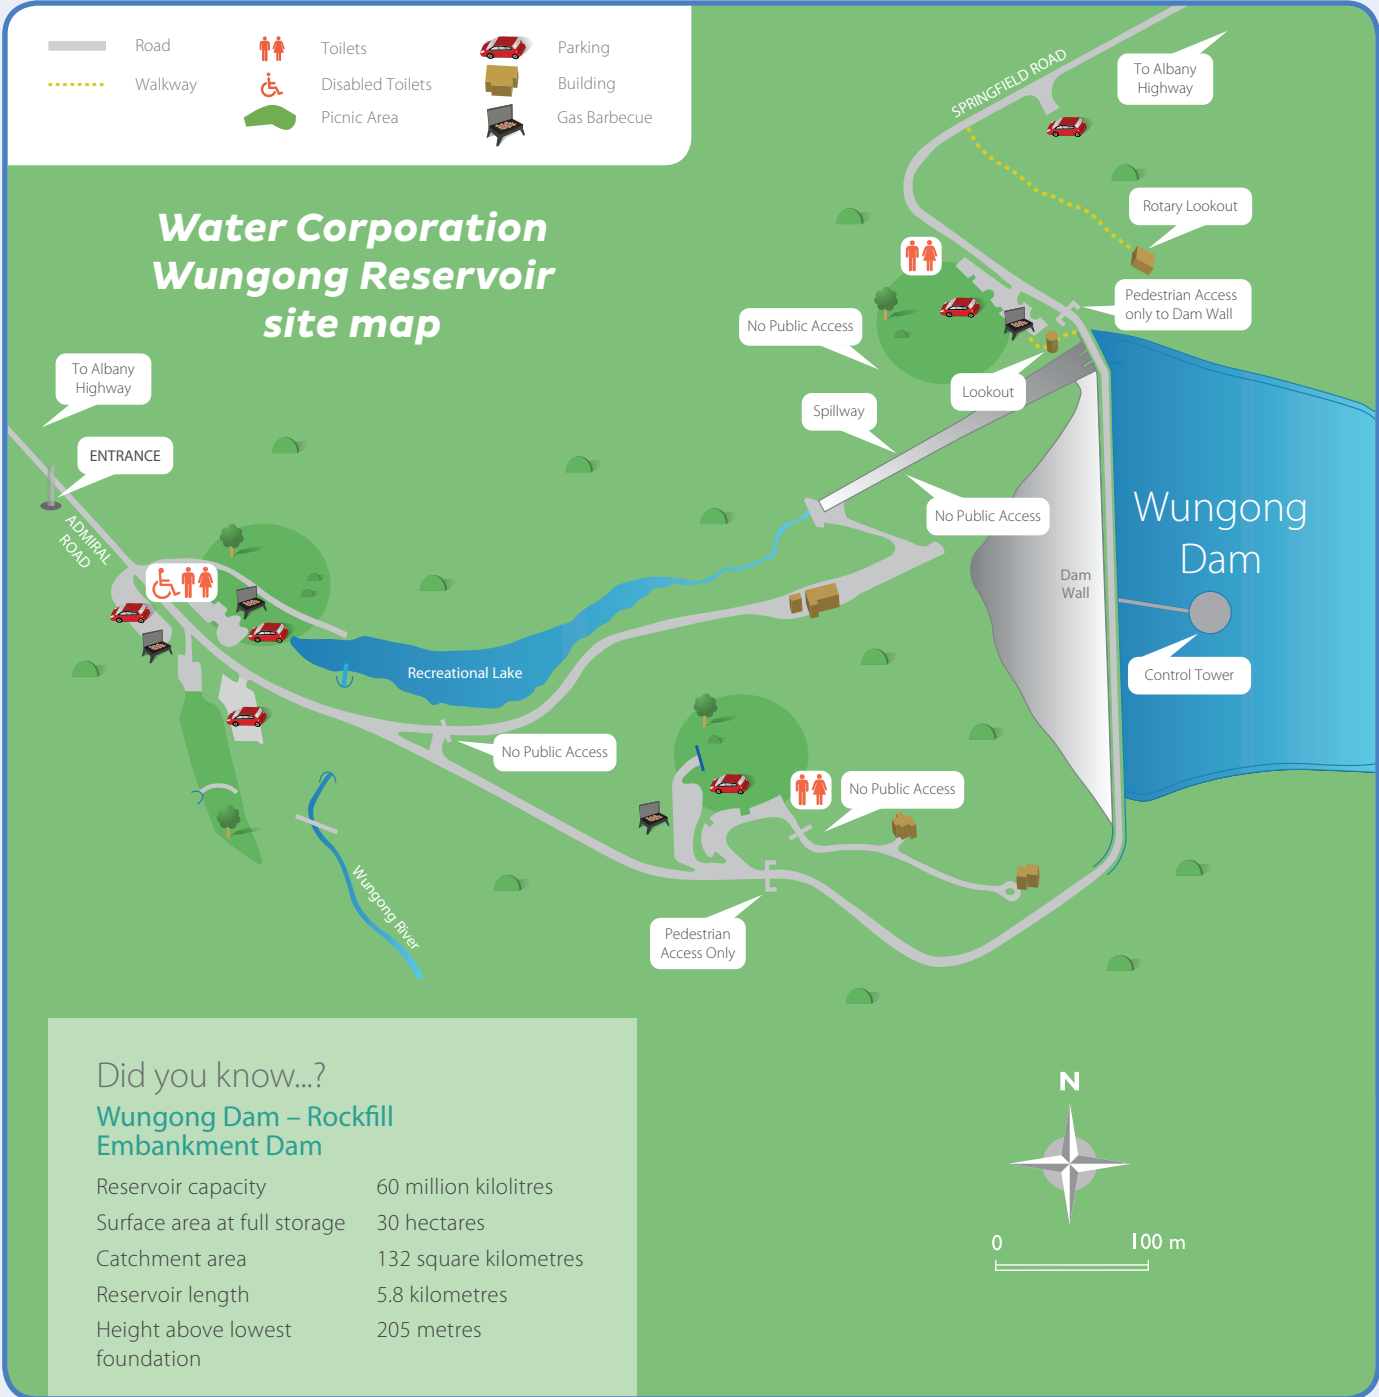 Road
Walkway
Toilets
Disabled Toilets
Picnic Area
Parking
Building
Gas Barbecue
Water Corporation
Wungong Reservoir
site map
SPRINGFIELD ROAD
To Albany
Highway
Rotary Lookout
Pedestrian Access
only to Dam Wall
No Public Access
Lookout
Spillway
No Public Access
To Albany
Highway
ENTRANCE
ADMIRAL
ROAD
Wungong
Dam
Dam
Wall
Control Tower
Recreational Lake
No Public Access
No Public Access
Wungong River
Pedestrian
Access Only
Did you know...?
Wungong Dam – Rockfill
Embankment Dam
Reservoir capacity 60 million kilolitres
Surface area at full storage 30 hectares
Catchment area 132 square kilometres
Reservoir length 5.8 kilometres
Height above lowest 205 metres
foundation
N
0 100 m